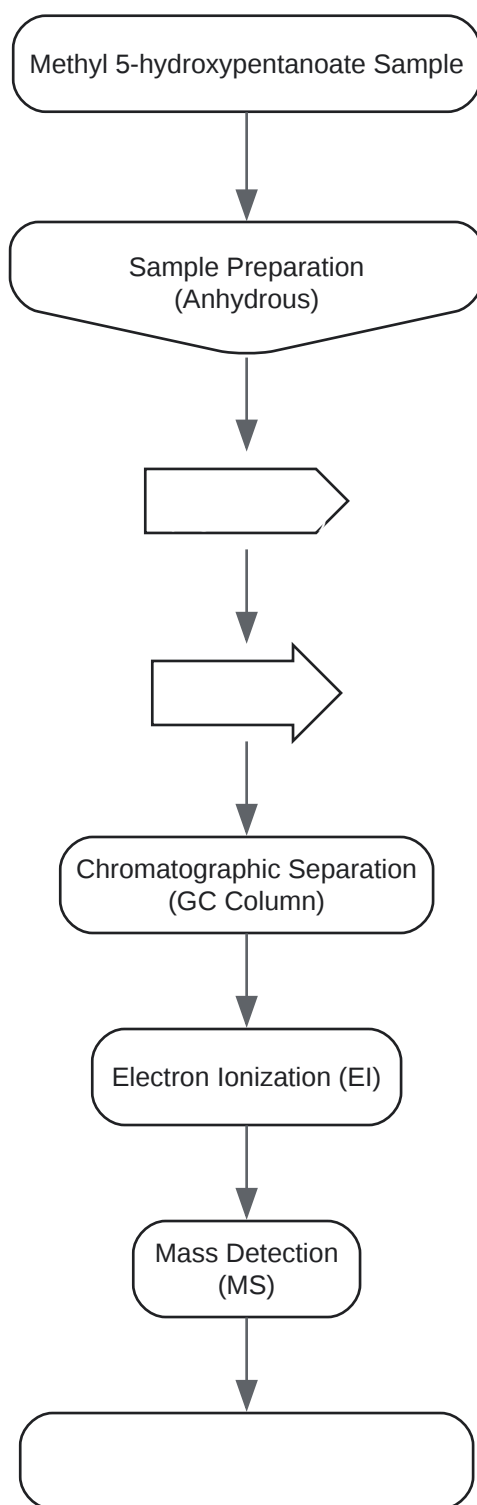 Methyl 5-hydroxypentanoate Sample
Sample Preparation
(Anhydrous)
Chromatographic Separation
(GC Column)
Electron Ionization (EI)
Mass Detection
(MS)